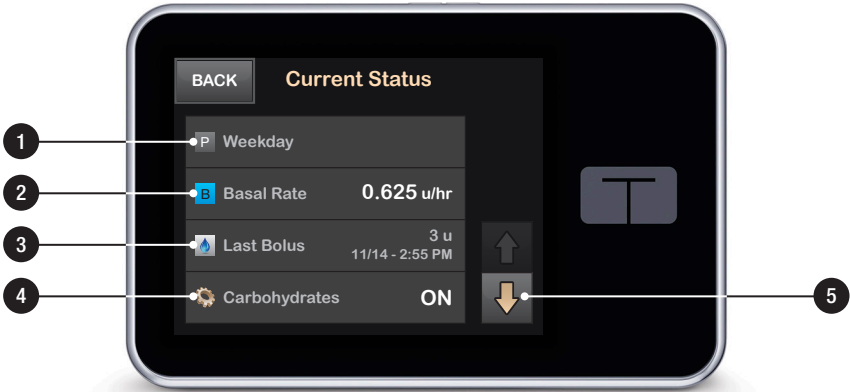 BACK
Current Status
1
P Weekday
2
B Basal Rate 0.625 u/hr
3
Last Bolus 3 u
11/14 - 2:55 PM
4
Carbohydrates ON
5